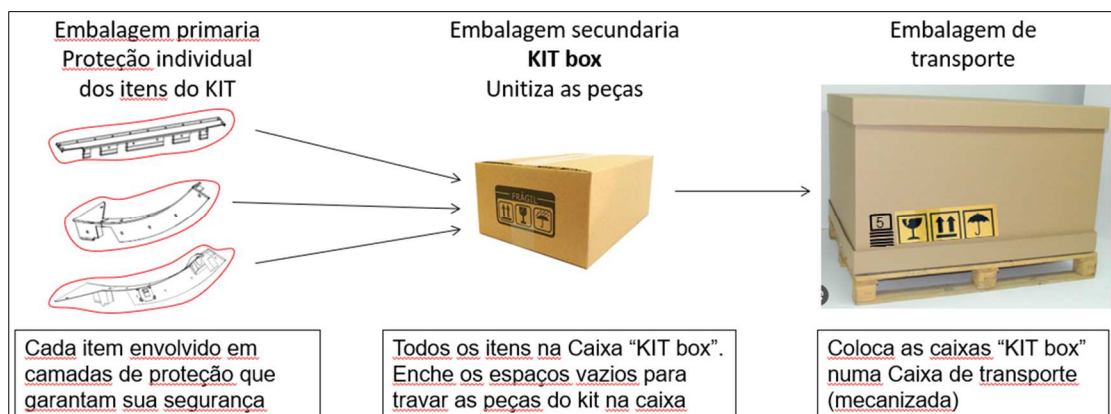 Embalagem primaria
Proteção individual
dos itens do KIT
Embalagem secundaria
KIT box
Unitiza as peças
Embalagem de
transporte
FRÁGIL
5
Cada item envolvido em
camadas de proteção que
garantam sua segurança
Todos os itens na Caixa “KIT box”.
Enche os espaços vazios para
travar as peças do kit na caixa
Coloca as caixas “KIT box”
numa Caixa de transporte
(mecanizada)